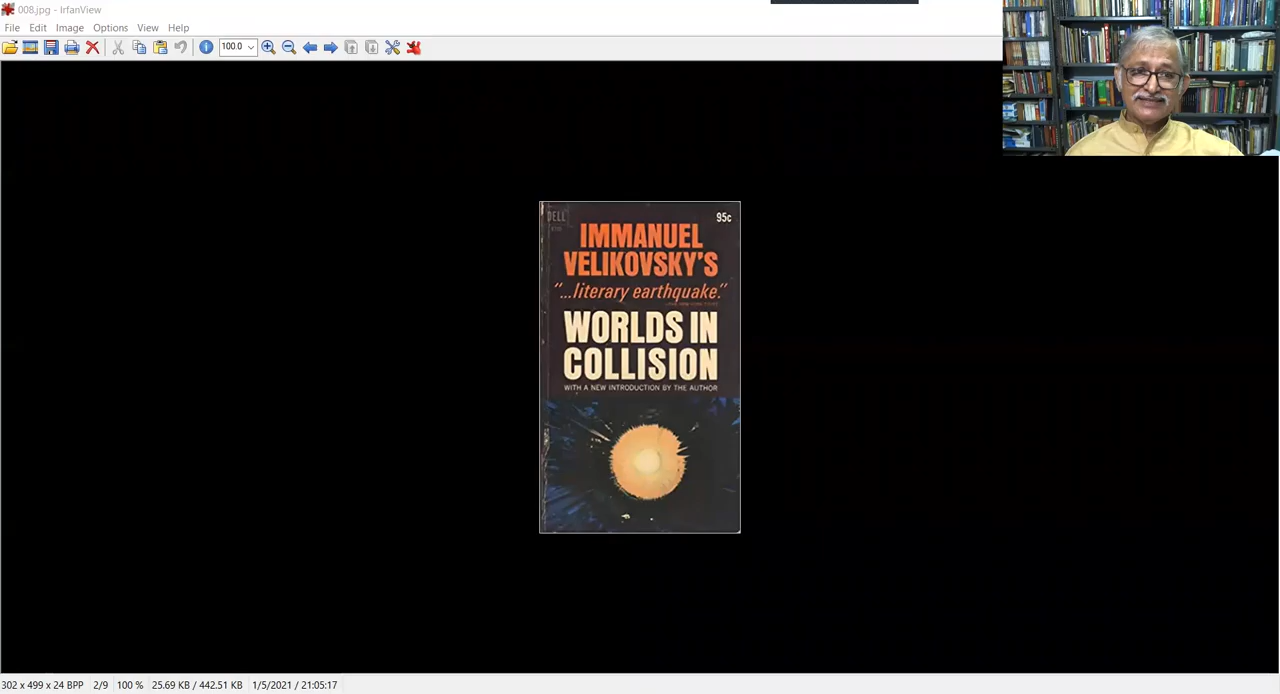 008.jpg - IrfanView
File Edit Image Options View Help
100.0
DELL
95c
IMMANUEL
VELIKOVSKY'S
"...literary earthquake."
WORLDS IN
COLLISION
WITH A NEW INTRODUCTION BY THE AUTHOR
302 x 499 x 24 BPP 2/9 100 % 25.69 KB / 442.51 KB 1/5/2021 / 21:05:17